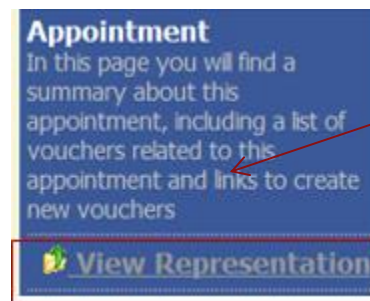 Appointment
In this page you will find a
summary about this
appointment, including a list of
vouchers related to this
appointment and links to create
new vouchers
View Representation